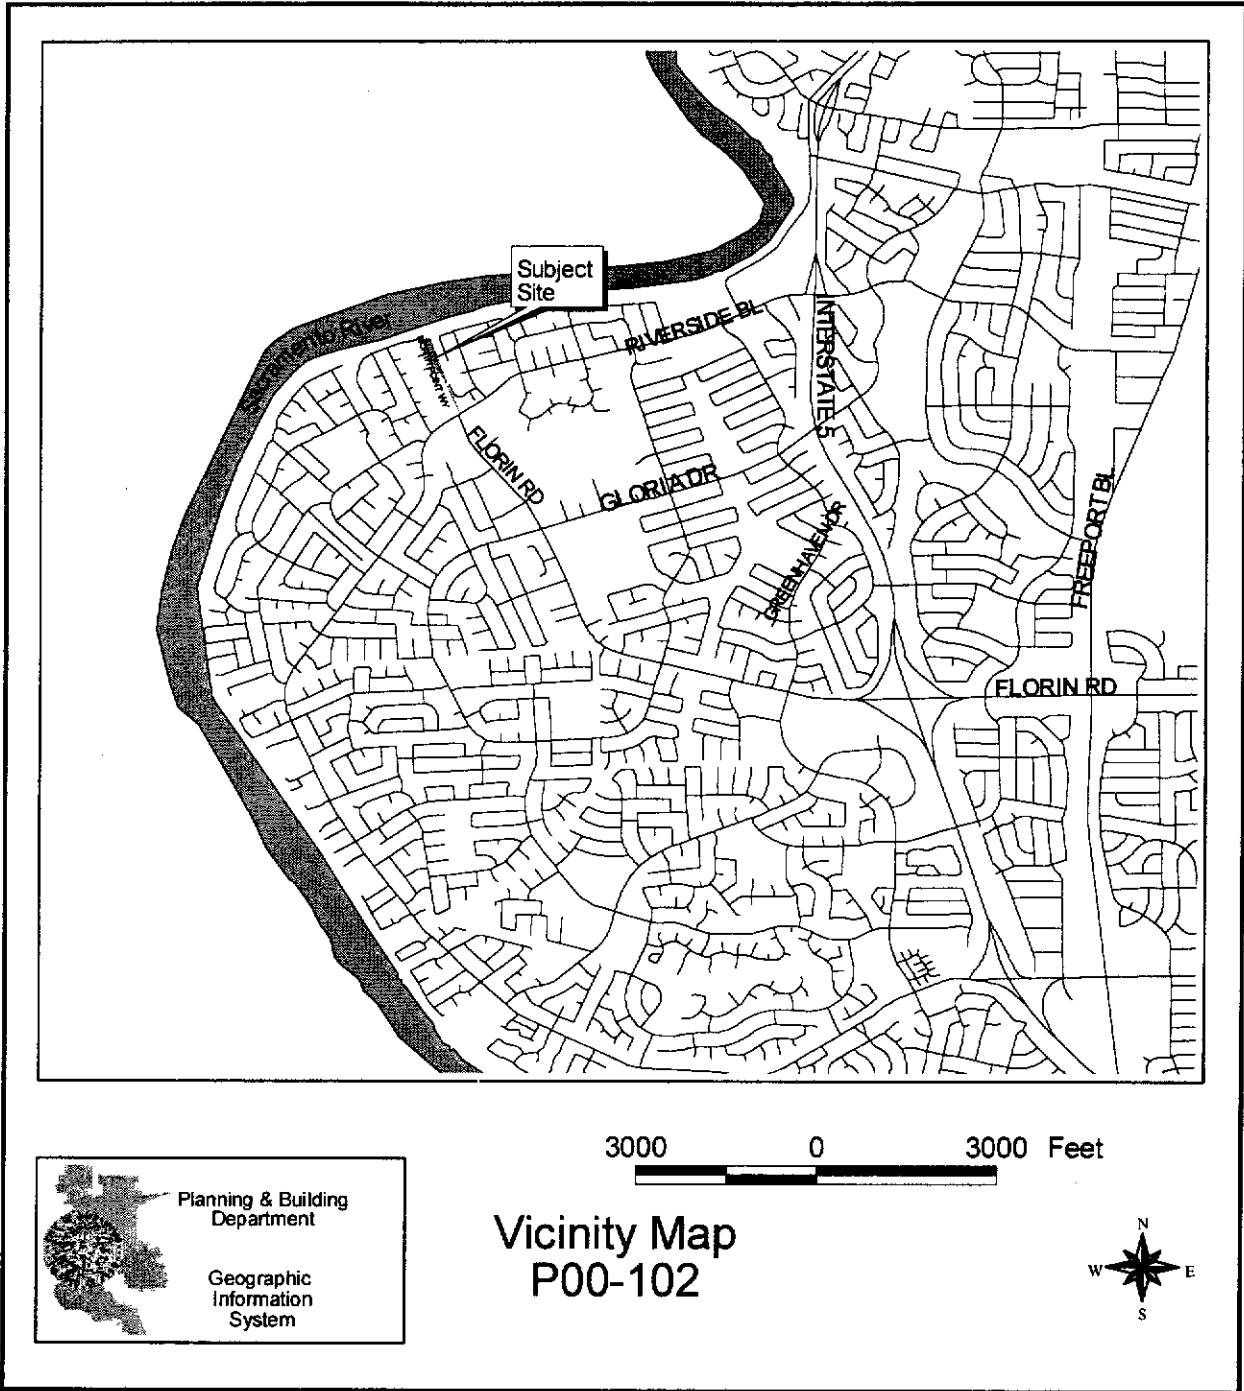 Subject
Site
Sacramento River
RIVERSIDE BL
INTERSTATE 5
FLORIN RD
GLORIA DR
GREENHAVEN DR
FREEPORT BL
FLORIN RD
3000 0 3000 Feet
Planning & Building
Department
Geographic
Information
System
Vicinity Map
P00-102
N
W E
S